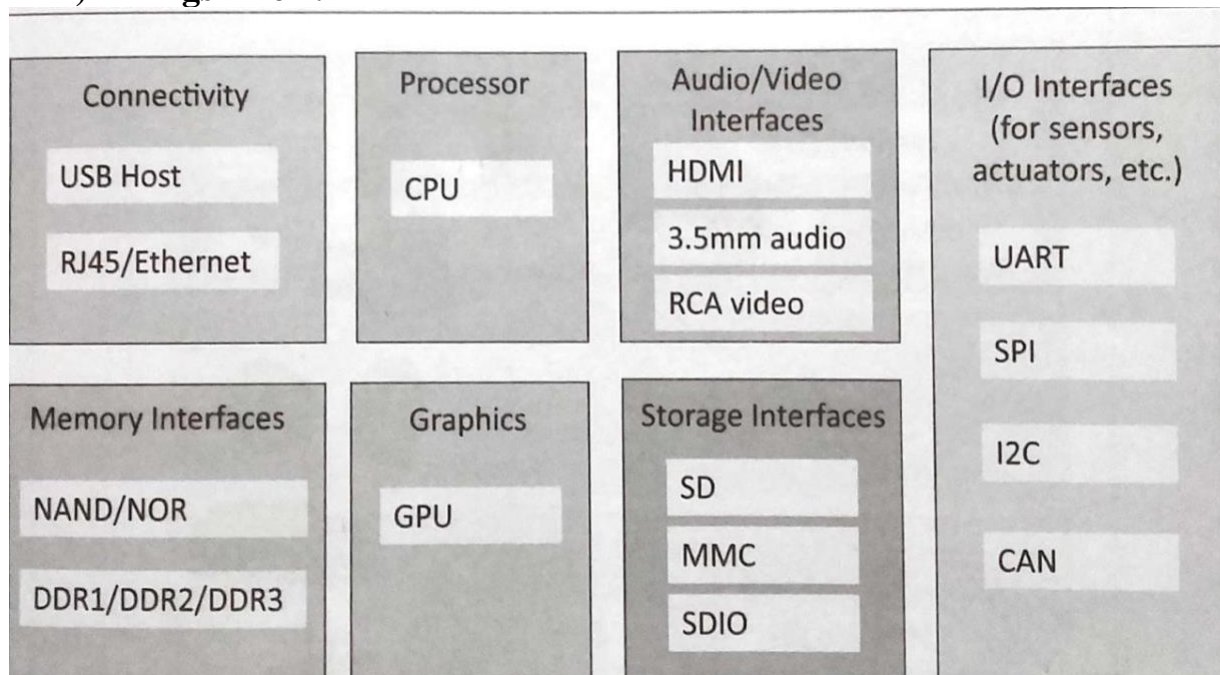 Connectivity
USB Host
RJ45/Ethernet
Processor
CPU
Audio/Video
Interfaces
HDMI
3.5mm audio
RCA video
I/O Interfaces
(for sensors,
actuators, etc.)
UART
SPI
I2C
CAN
Memory Interfaces
NAND/NOR
DDR1/DDR2/DDR3
Graphics
GPU
Storage Interfaces
SD
MMC
SDIO